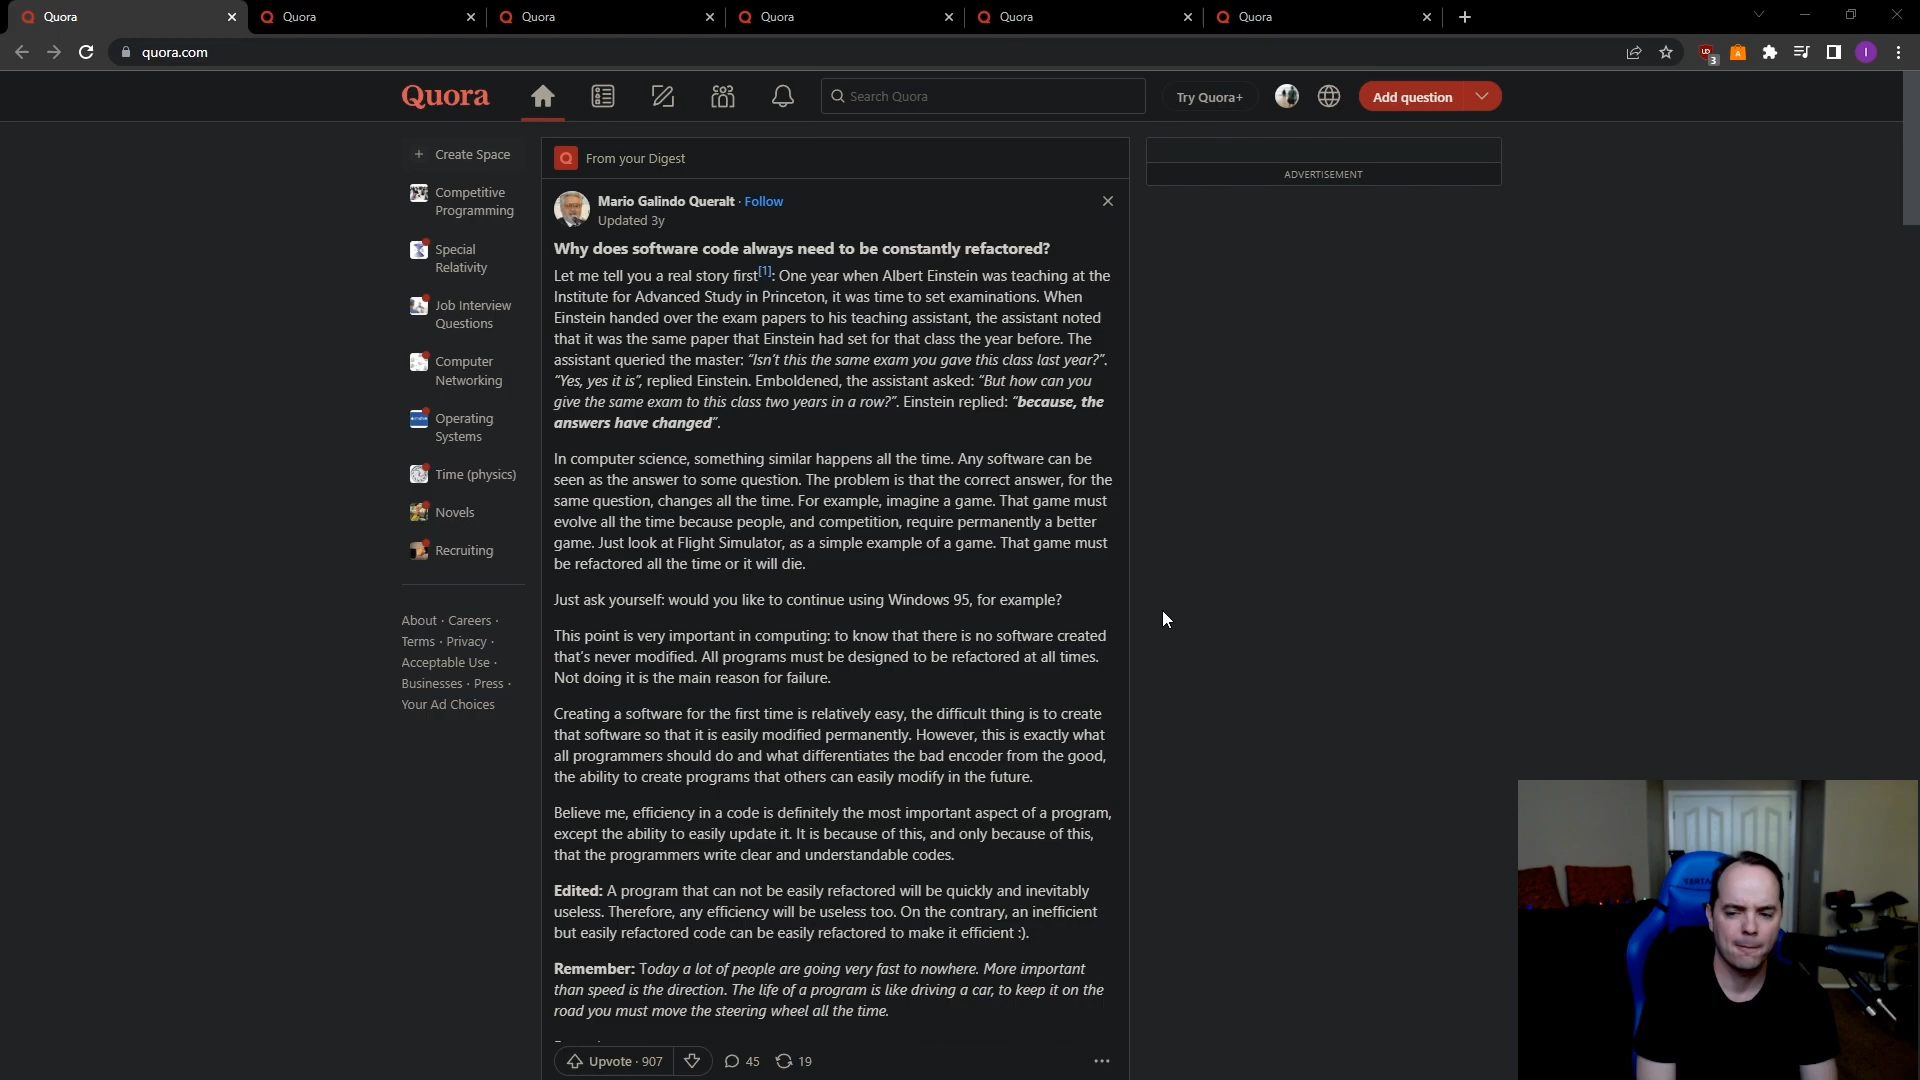 Quora
Quora
Quora
Quora
Quora
Quora
quora.com
3
I
Quora
Search Quora
Try Quora+
Add question
Create Space
Competitive
Programming
Special
Relativity
Job Interview
Questions
Computer
Networking
Operating
Systems
Time (physics)
Novels
Recruiting
About · Careers ·
Terms · Privacy ·
Acceptable Use ·
Businesses · Press ·
Your Ad Choices
From your Digest
Mario Galindo Queralt · Follow
Updated 3y
Why does software code always need to be constantly refactored?
Let me tell you a real story first[1]: One year when Albert Einstein was teaching at the
Institute for Advanced Study in Princeton, it was time to set examinations. When
Einstein handed over the exam papers to his teaching assistant, the assistant noted
that it was the same paper that Einstein had set for that class the year before. The
assistant queried the master: “Isn’t this the same exam you gave this class last year?”.
“Yes, yes it is”, replied Einstein. Emboldened, the assistant asked: “But how can you
give the same exam to this class two years in a row?”. Einstein replied: “because, the
answers have changed”.
In computer science, something similar happens all the time. Any software can be
seen as the answer to some question. The problem is that the correct answer, for the
same question, changes all the time. For example, imagine a game. That game must
evolve all the time because people, and competition, require permanently a better
game. Just look at Flight Simulator, as a simple example of a game. That game must
be refactored all the time or it will die.
Just ask yourself: would you like to continue using Windows 95, for example?
This point is very important in computing: to know that there is no software created
that’s never modified. All programs must be designed to be refactored at all times.
Not doing it is the main reason for failure.
Creating a software for the first time is relatively easy, the difficult thing is to create
that software so that it is easily modified permanently. However, this is exactly what
all programmers should do and what differentiates the bad encoder from the good,
the ability to create programs that others can easily modify in the future.
Believe me, efficiency in a code is definitely the most important aspect of a program,
except the ability to easily update it. It is because of this, and only because of this,
that the programmers write clear and understandable codes.
Edited: A program that can not be easily refactored will be quickly and inevitably
useless. Therefore, any efficiency will be useless too. On the contrary, an inefficient
but easily refactored code can be easily refactored to make it efficient :).
Remember: Today a lot of people are going very fast to nowhere. More important
than speed is the direction. The life of a program is like driving a car, to keep it on the
road you must move the steering wheel all the time.
Upvote · 907
45
19
ADVERTISEMENT